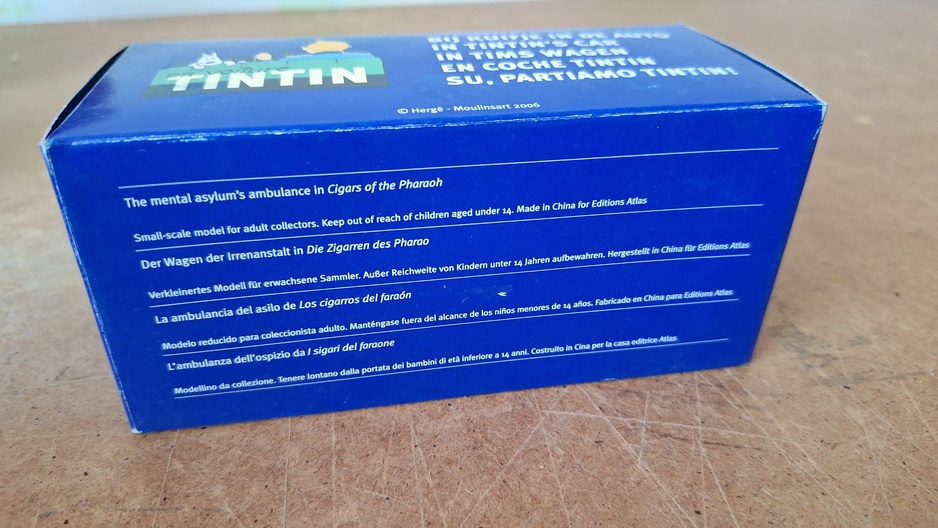 TINTIN
BIJ KUIFJE IN DE AUTO
IN TINTIN'S CAR
IN TIMS WAGEN
EN COCHE TINTIN
SU, PARTIAMO TINTIN!
© Hergé - Moulinsart 2006
The mental asylum's ambulance in Cigars of the Pharaoh
Small-scale model for adult collectors. Keep out of reach of children aged under 14. Made in China for Editions Atlas
Der Wagen der Irrenanstalt in Die Zigarren des Pharao
Verkleinertes Modell für erwachsene Sammler. Außer Reichweite von Kindern unter 14 Jahren aufbewahren. Hergestellt in China für Editions Atlas
La ambulancia del asilo de Los cigarros del faraón
Modelo reducido para coleccionista adulto. Manténgase fuera del alcance de los niños menores de 14 años. Fabricado en China para Editions Atlas
L'ambulanza dell'ospizio da I sigari del faraone
Modellino da collezione. Tenere lontano dalla portata dei bambini di età inferiore a 14 anni. Costruito in Cina per la casa editrice Atlas